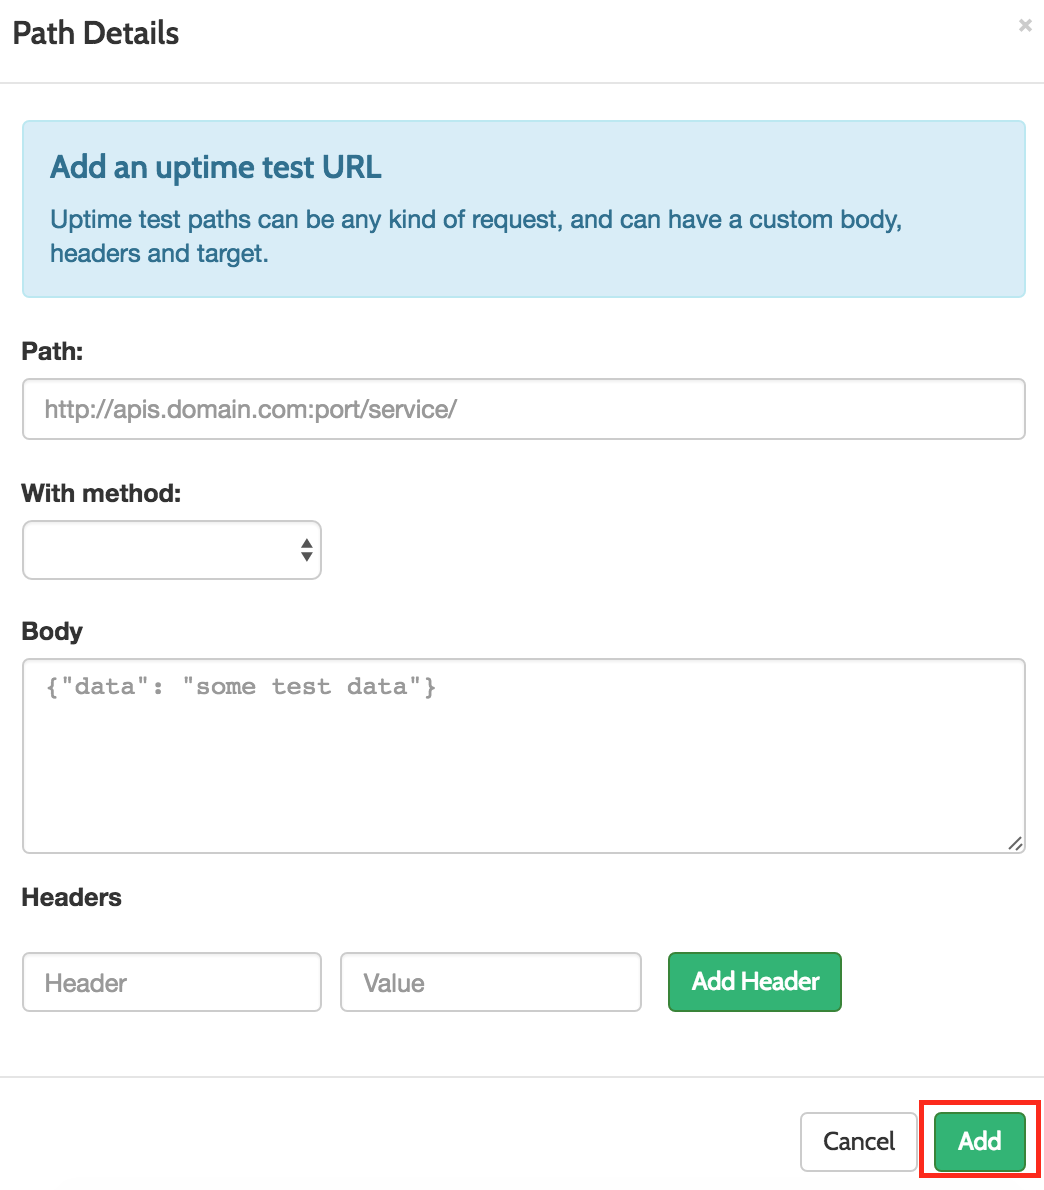 Path Details
×
Add an uptime test URL
Uptime test paths can be any kind of request, and can have a custom body,
headers and target.
Path:
http://apis.domain.com:port/service/
With method:
Body
{"data": "some test data"}
Headers
Header Value Add Header
Cancel Add